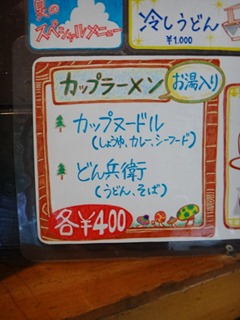 夏の
スペシャルメニュー
冷しうどん
¥1,000
カップラーメン
お湯入り
カップヌードル
(しょうゆ、カレー、シーフード)
どん兵衛
(うどん、そば)
各¥400